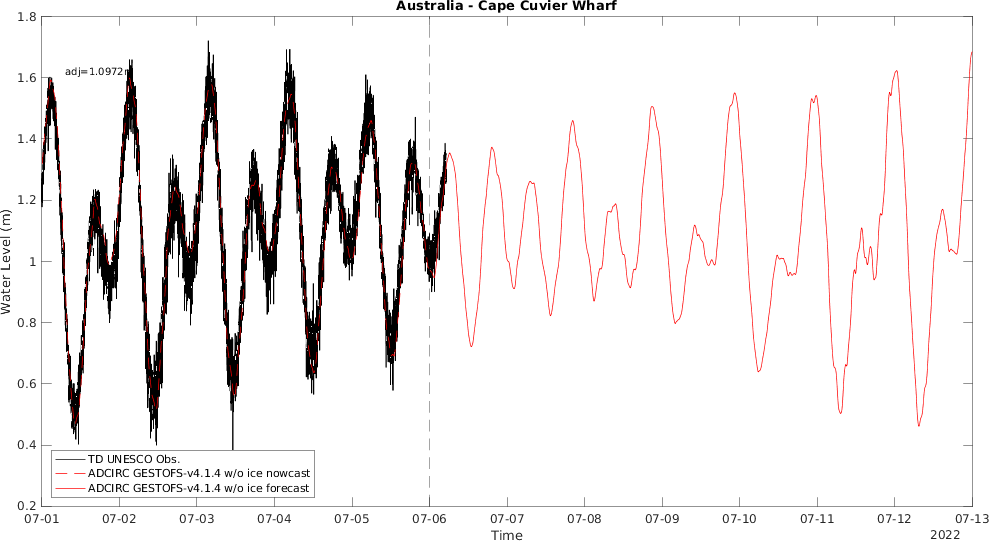 Australia - Cape Cuvier Wharf
1.8
1.6
1.4
1.2
1
0.8
0.6
0.4
0.2
Water Level (m)
adj=1.0972
TD UNESCO Obs.
ADCIRC GESTOFS-v4.1.4 w/o ice nowcast
ADCIRC GESTOFS-v4.1.4 w/o ice forecast
07-01 07-02 07-03 07-04 07-05 07-06 07-07 07-08 07-09 07-10 07-11 07-12 07-13
Time
2022